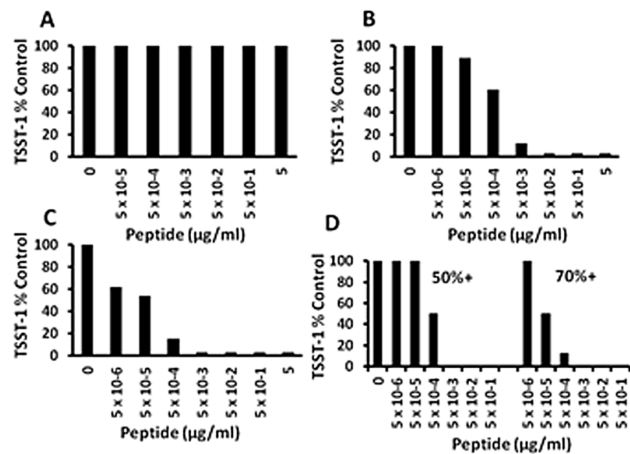 A
TSST-1 % Control
100
80
60
40
20
0
0
5 x 10-5
5 x 10-4
5 x 10-3
5 x 10-2
5 x 10-1
5
Peptide (µg/ml)
B
TSST-1 % Control
100
80
60
40
20
0
0
5 x 10-6
5 x 10-5
5 x 10-4
5 x 10-3
5 x 10-2
5 x 10-1
5
Peptide (µg/ml)
C
TSST-1 % Control
100
80
60
40
20
0
0
5 x 10-6
5 x 10-5
5 x 10-4
5 x 10-3
5 x 10-2
5 x 10-1
5
Peptide (µg/ml)
D
TSST-1 % Control
100
80
60
40
20
0
50%+
70%+
0
5 x 10-6
5 x 10-5
5 x 10-4
5 x 10-3
5 x 10-2
5 x 10-1
5 x 10-6
5 x 10-5
5 x 10-4
5 x 10-3
5 x 10-2
5 x 10-1
Peptide (µg/ml)